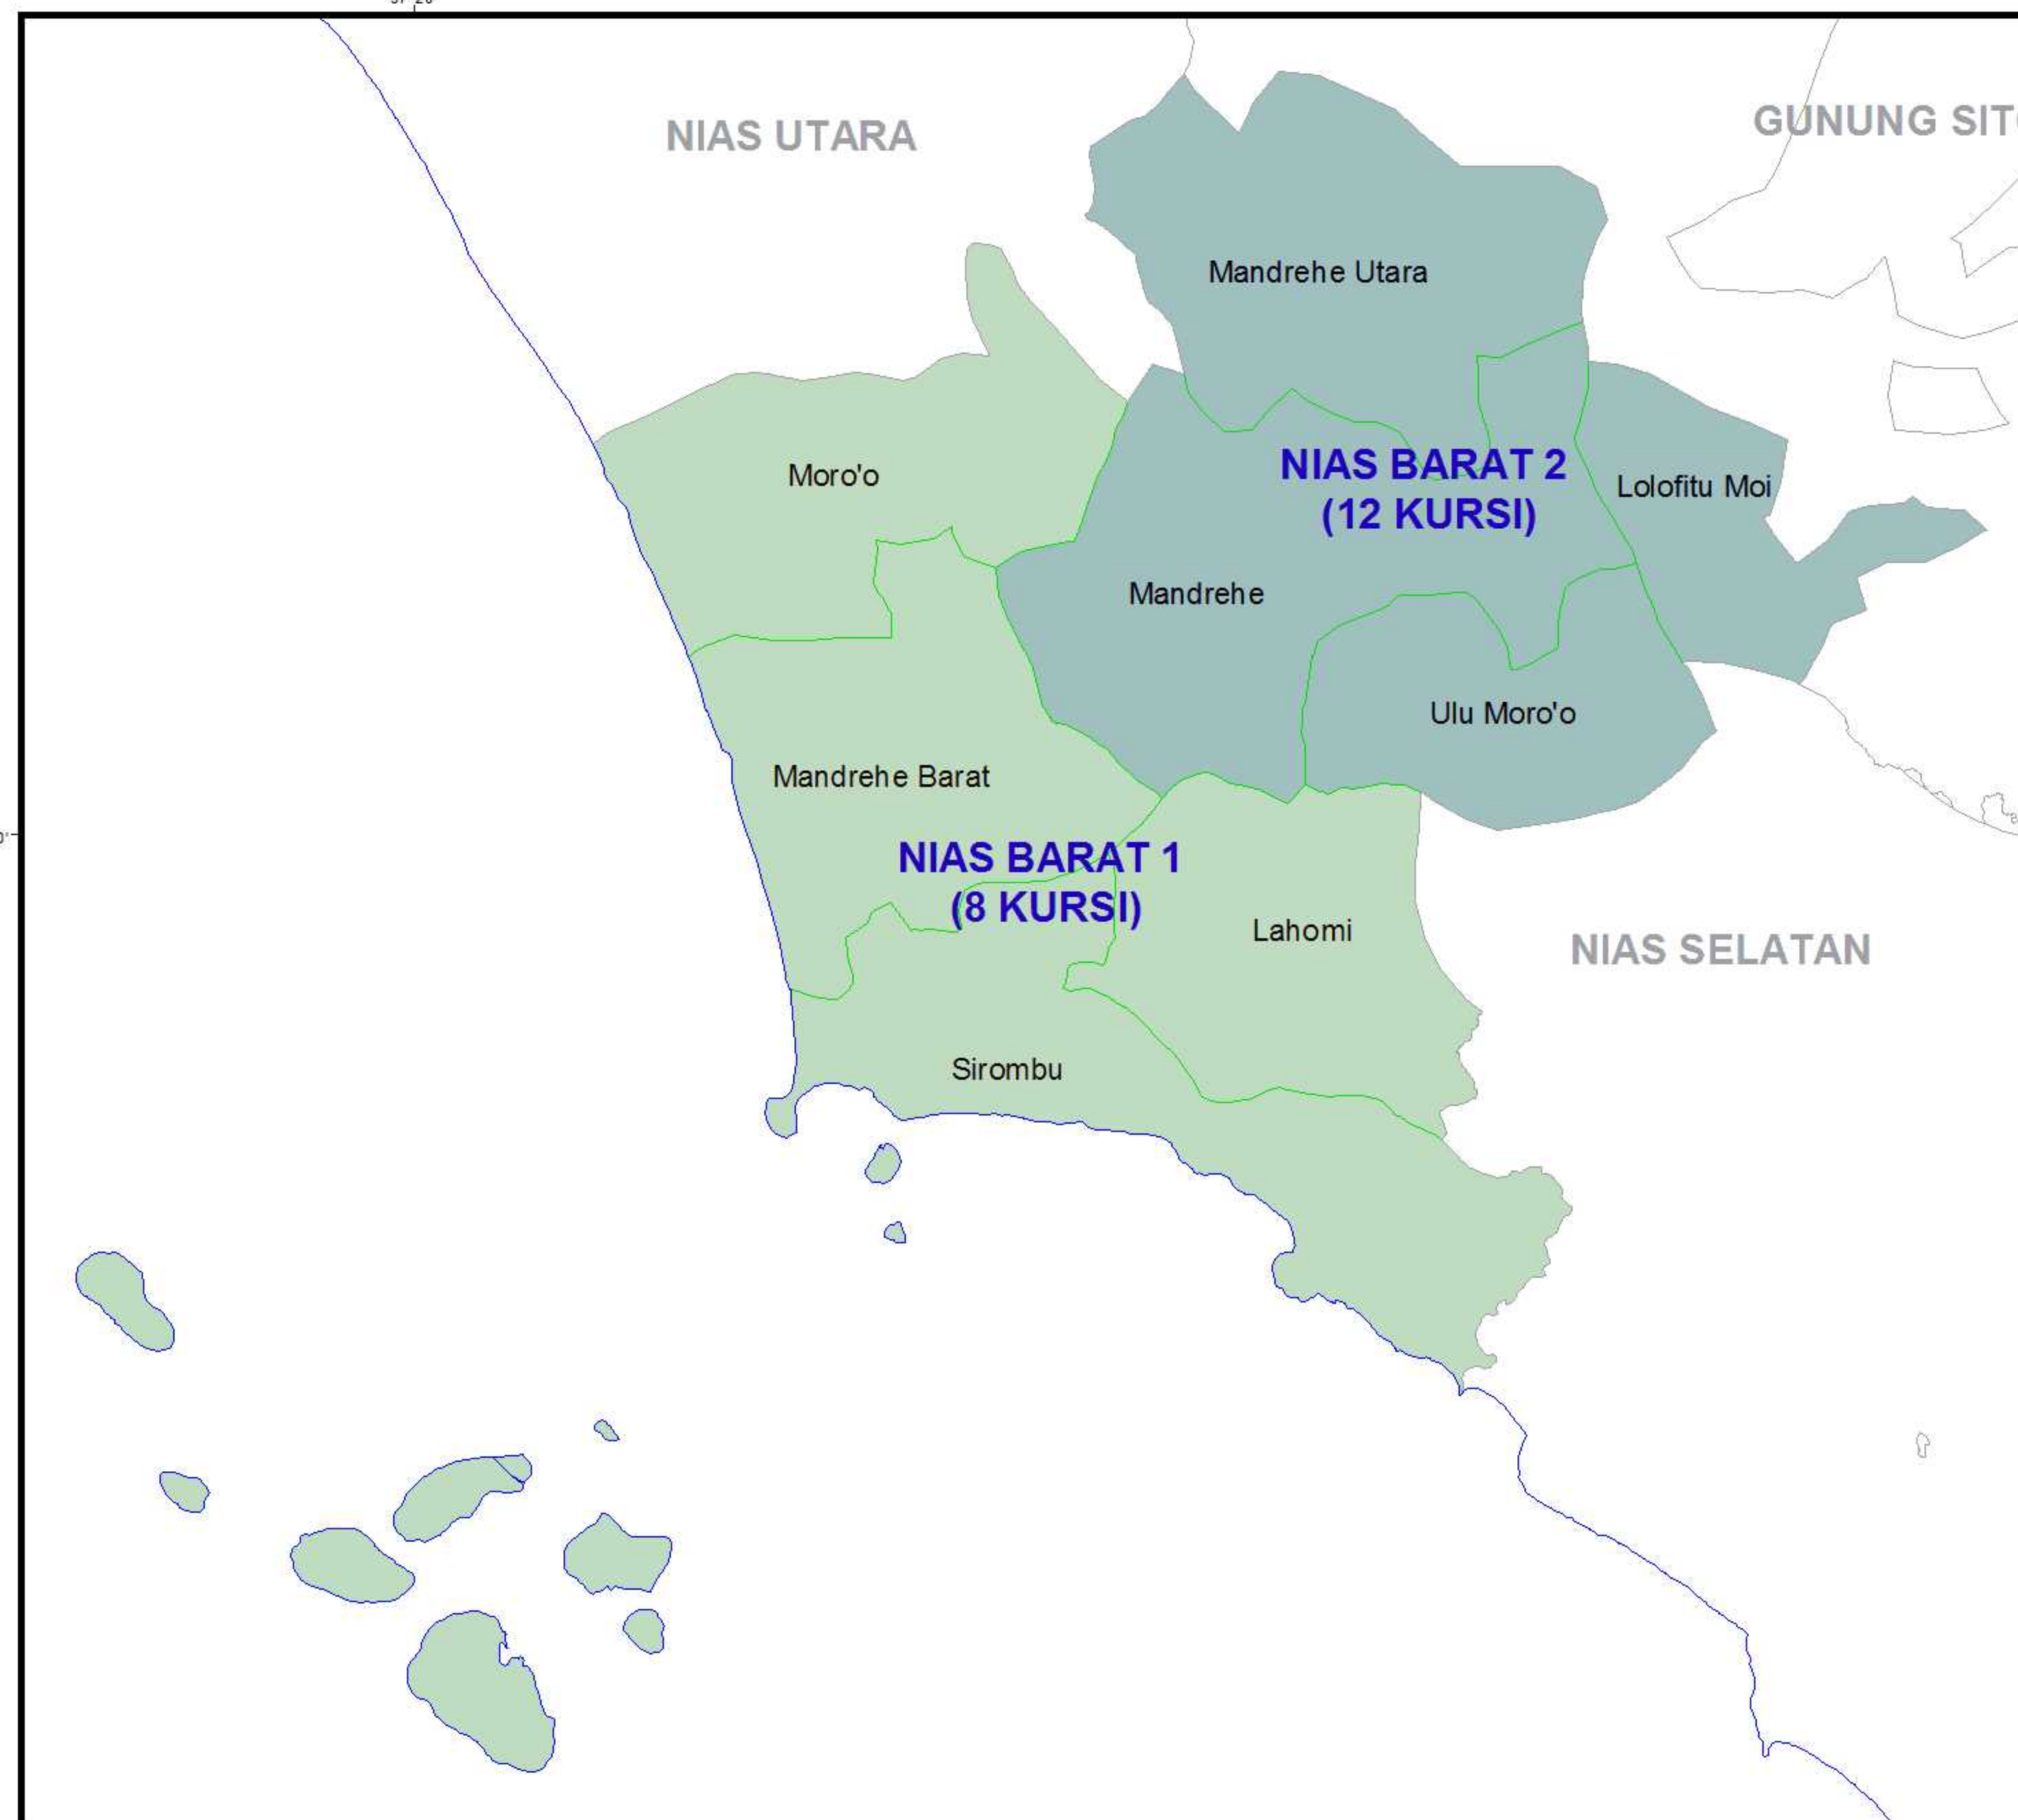 NIAS UTARA
GUNUNG
Mandrehe Utara
Moro'o
NIAS BARAT 2
(12 KURSI)
Lolofitu Moi
Mandrehe
Ulu Moro'o
Mandrehe Barat
NIAS BARAT 1
(8 KURSI)
Lahomi
NIAS SELATAN
Sirombu